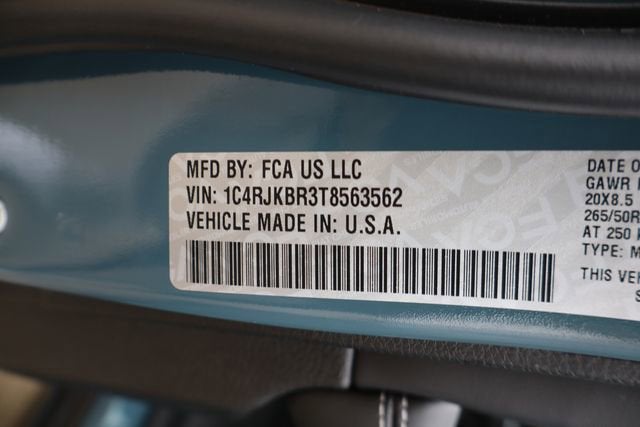 MFD BY: FCA US LLC
VIN: 1C4RJKBR3T8563562
VEHICLE MADE IN: U.S.A.
DATE O
GAWR
20X8.5
265/50R
AT 250 k
TYPE: M
THIS VE